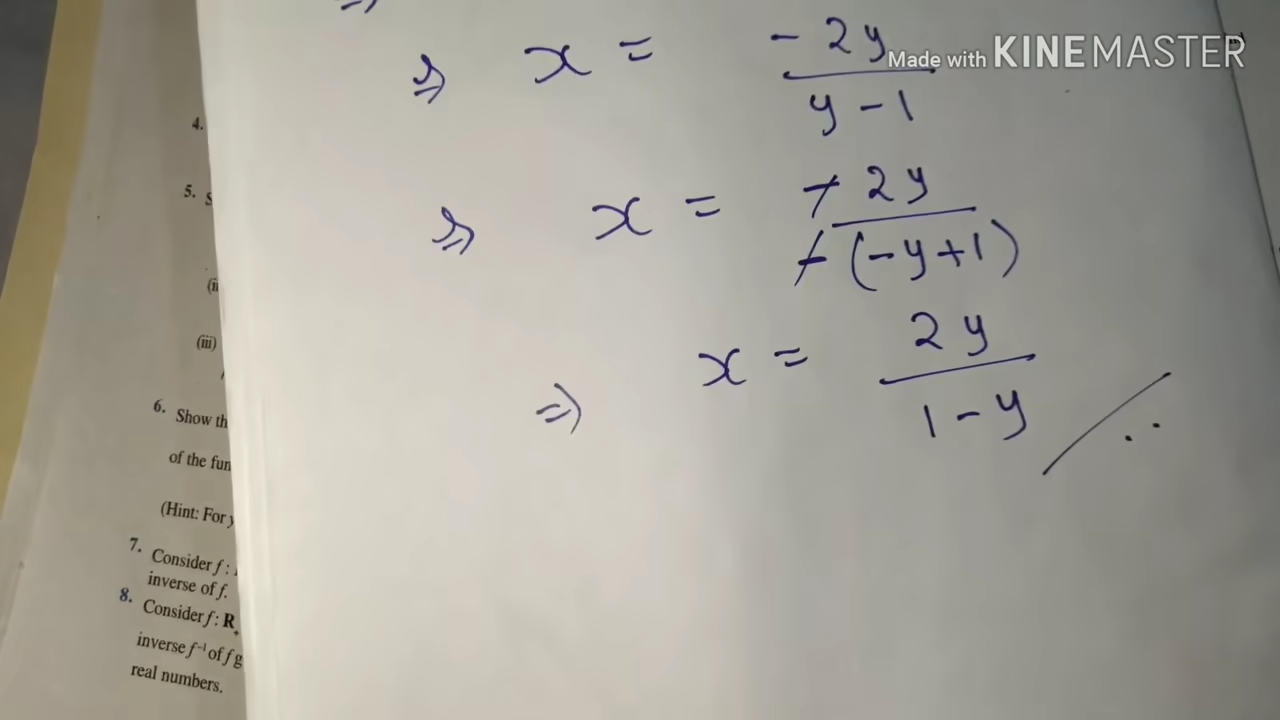 ⇒ x = -2y / y-1
Made with KINEMASTER
⇒ x = -2y / -(-y+1)
⇒ x = 2y / 1-y
4.
5. S
(ii
(iii)
6. Show th
of the fun
(Hint: For y
7. Consider f :
inverse of f.
8. Consider f : R+
inverse f⁻¹ of f g
real numbers.